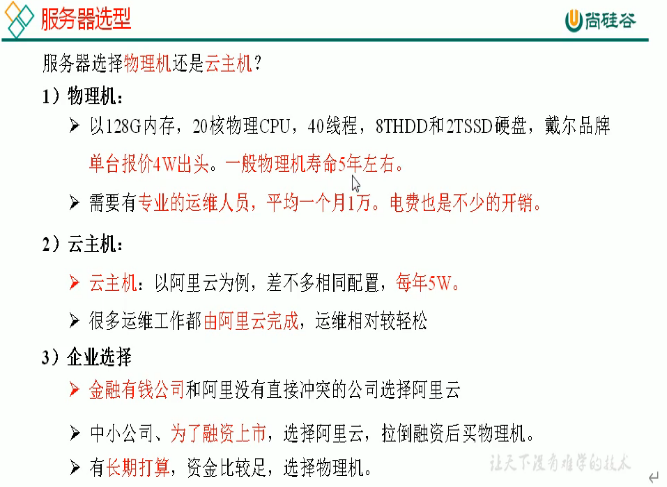 服务器选型
尚硅谷
服务器选择物理机还是云主机？
1）物理机：
以128G内存，20核物理CPU，40线程，8THDD和2TSSD硬盘，戴尔品牌
单台报价4W出头。一般物理机寿命5年左右。
需要有专业的运维人员，平均一个月1万。电费也是不少的开销。
2）云主机：
云主机：以阿里云为例，差不多相同配置，每年5W。
很多运维工作都由阿里云完成，运维相对较轻松
3）企业选择
金融有钱公司和阿里没有直接冲突的公司选择阿里云
中小公司、为了融资上市，选择阿里云，拉倒融资后买物理机。
有长期打算，资金比较足，选择物理机。
让天下没有难学的技术